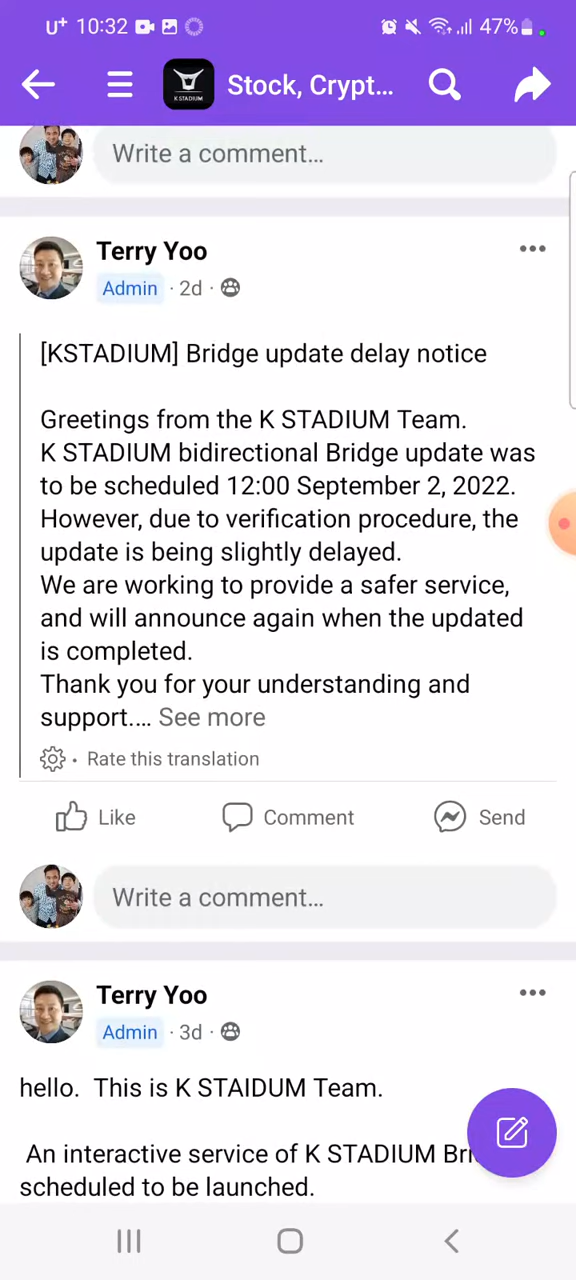 U+ 10:32 47%
K STADIUM Stock, Crypt...
Write a comment...
Terry Yoo
Admin · 2d ·
[KSTADIUM] Bridge update delay notice
Greetings from the K STADIUM Team.
K STADIUM bidirectional Bridge update was
to be scheduled 12:00 September 2, 2022.
However, due to verification procedure, the
update is being slightly delayed.
We are working to provide a safer service,
and will announce again when the updated
is completed.
Thank you for your understanding and
support.... See more
· Rate this translation
Like Comment Send
Write a comment...
Terry Yoo
Admin · 3d ·
hello. This is K STAIDUM Team.
An interactive service of K STADIUM
scheduled to be launched.